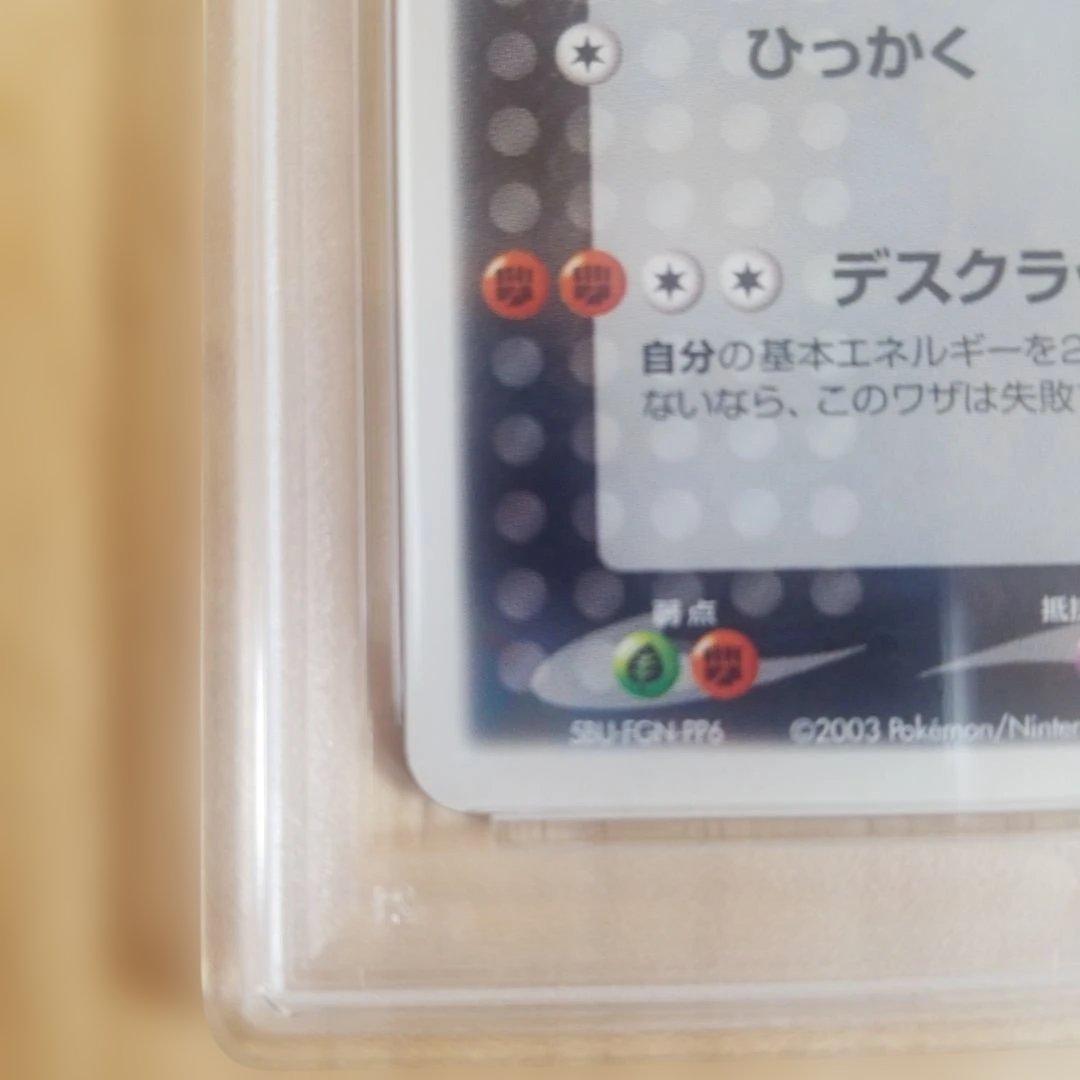 ひっかく
デスクラ
自分の基本エネルギーを2
ないなら、このワザは失敗
弱点
抵
5BU-FGN-PP6
©2003 Pokémon/Ninten